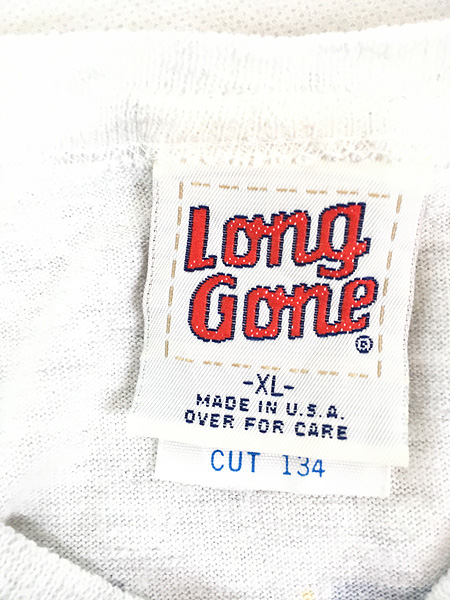 Long
Gone
®
-XL-
MADE IN U.S.A.
OVER FOR CARE
CUT 134